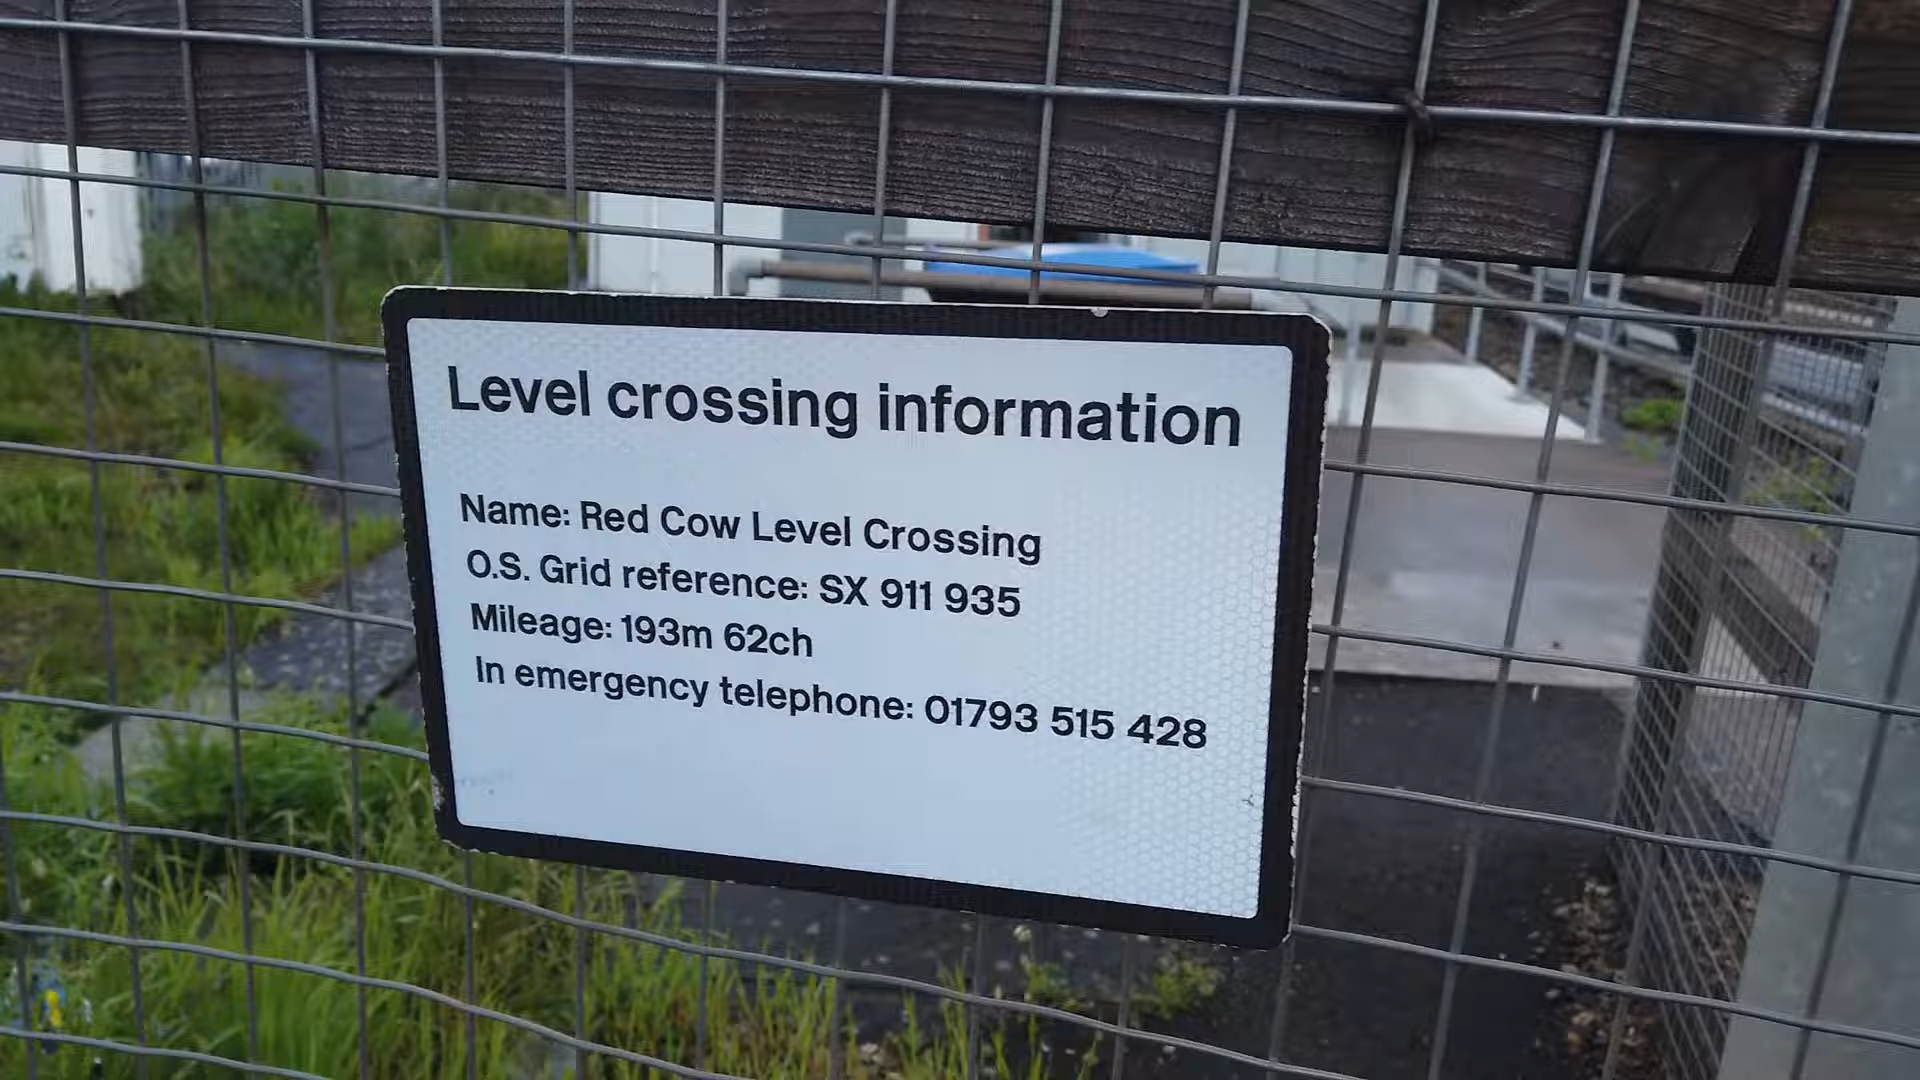 Level crossing information
Name: Red Cow Level Crossing
O.S. Grid reference: SX 911 935
Mileage: 193m 62ch
In emergency telephone: 01793 515 428